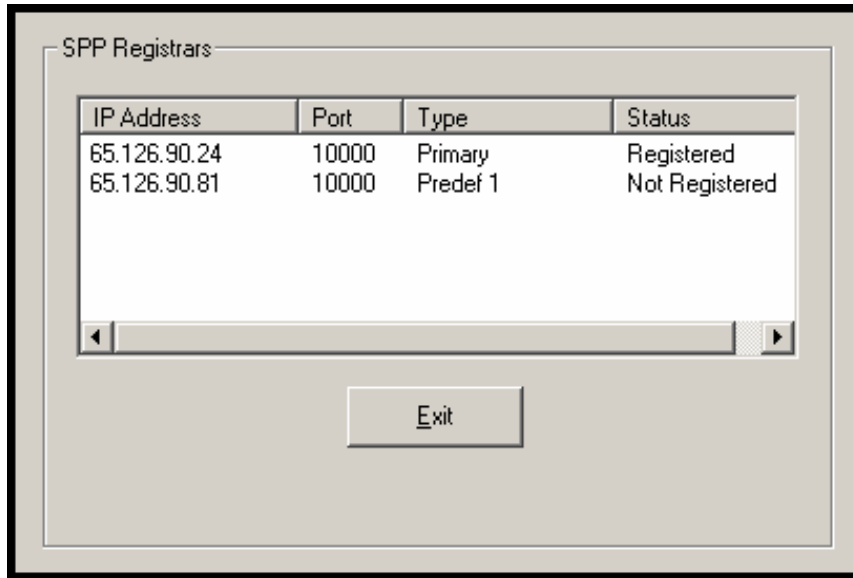 SPP Registrars
IP Address Port Type Status
65.126.90.24 10000 Primary Registered
65.126.90.81 10000 Predef 1 Not Registered
Exit